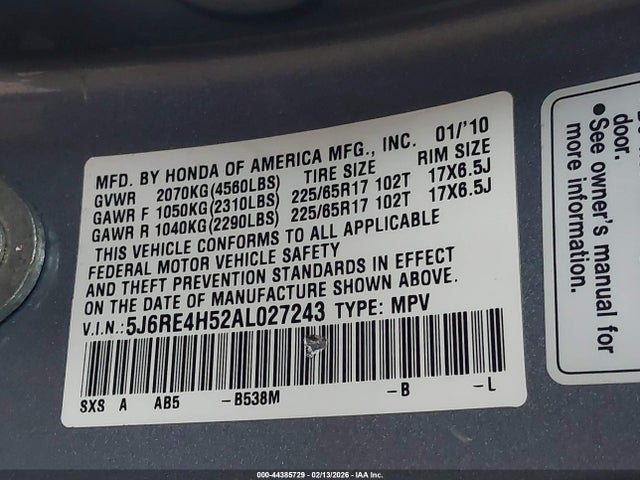 MFD. BY HONDA OF AMERICA MFG., INC. 01/'10
GVWR 2070KG(4560LBS) TIRE SIZE RIM SIZE
GAWR F 1050KG(2310LBS) 225/65R17 102T 17X6.5J
GAWR R 1040KG(2290LBS) 225/65R17 102T 17X6.5J
THIS VEHICLE CONFORMS TO ALL APPLICABLE
FEDERAL MOTOR VEHICLE SAFETY
AND THEFT PREVENTION STANDARDS IN EFFECT
ON THE DATE OF MANUFACTURE SHOWN ABOVE.
V.I.N.:5J6RE4H52AL027243 TYPE: MPV
SXS A AB5 -B538M -B -L
door.
•See owner's manual for
more information.
000-44385729 - 02/13/2026 - IAA Inc.